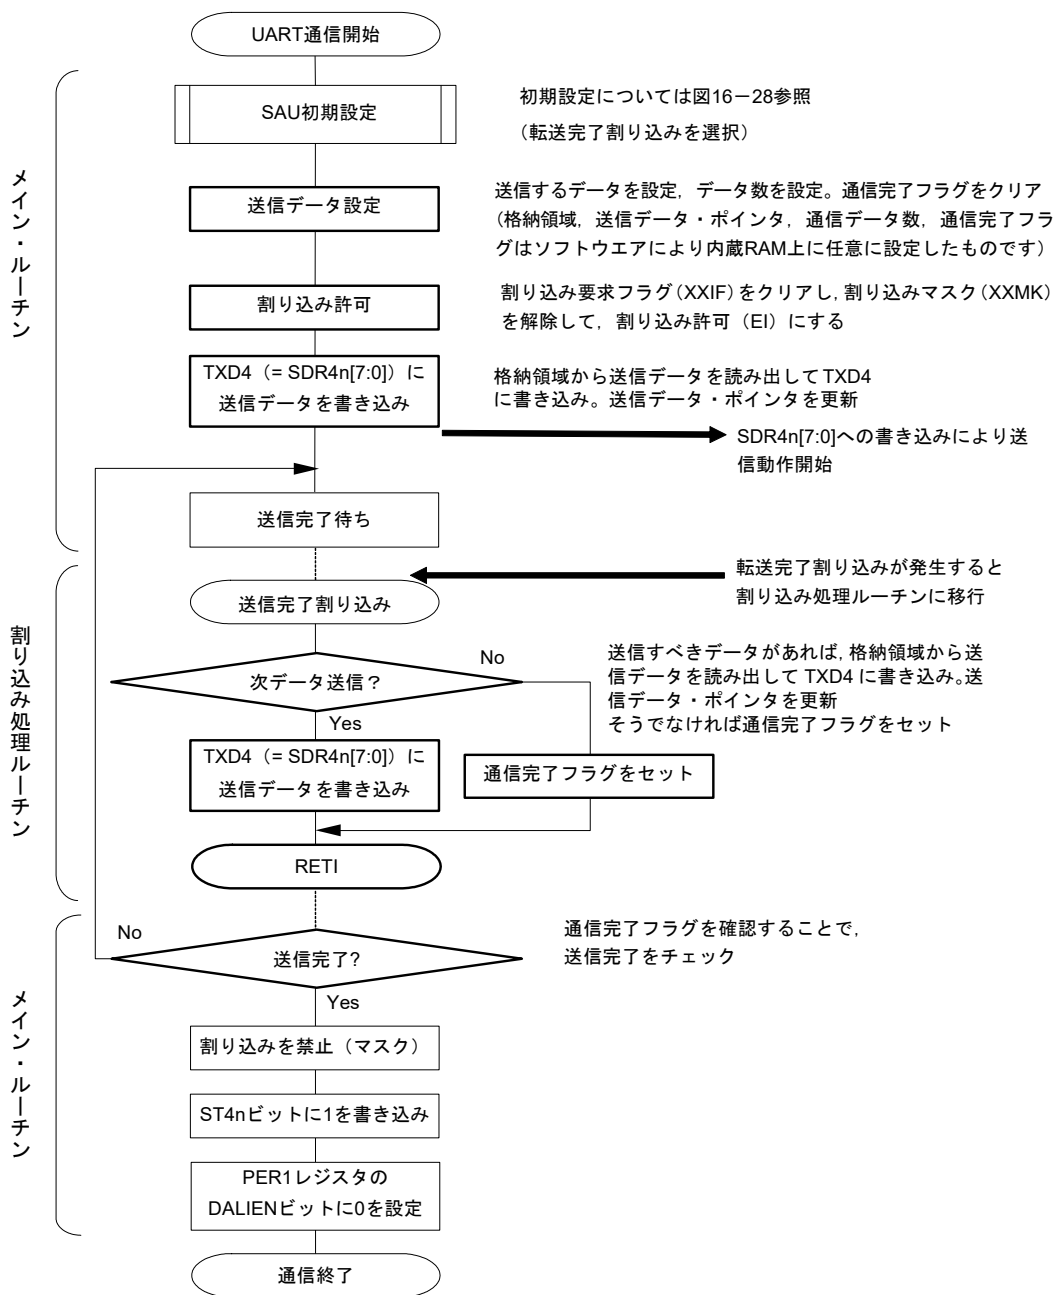 UART通信開始
SAU初期設定
初期設定については図16－28参照
（転送完了割り込みを選択）
メイン・ルーチン
送信データ設定
送信するデータを設定，データ数を設定。通信完了フラグをクリア
（格納領域，送信データ・ポインタ，通信データ数，通信完了フラ
グはソフトウエアにより内蔵RAM上に任意に設定したものです）
割り込み許可
割り込み要求フラグ（XXIF）をクリアし，割り込みマスク（XXMK）
を解除して，割り込み許可（EI）にする
TXD4（= SDR4n[7:0]）に
送信データを書き込み
格納領域から送信データを読み出して TXD4
に書き込み。送信データ・ポインタを更新
SDR4n[7:0]への書き込みにより送
信動作開始
送信完了待ち
転送完了割り込みが発生すると
割り込み処理ルーチンに移行
送信完了割り込み
割り込み処理ルーチン
次データ送信？
No
Yes
送信すべきデータがあれば，格納領域から送
信データを読み出して TXD4 に書き込み。送
信データ・ポインタを更新
そうでなければ通信完了フラグをセット
TXD4（= SDR4n[7:0]）に
送信データを書き込み
通信完了フラグをセット
RETI
No
送信完了?
Yes
通信完了フラグを確認することで，
送信完了をチェック
メイン・ルーチン
割り込みを禁止（マスク）
ST4nビットに1を書き込み
PER1レジスタの
DALIENビットに0を設定
通信終了